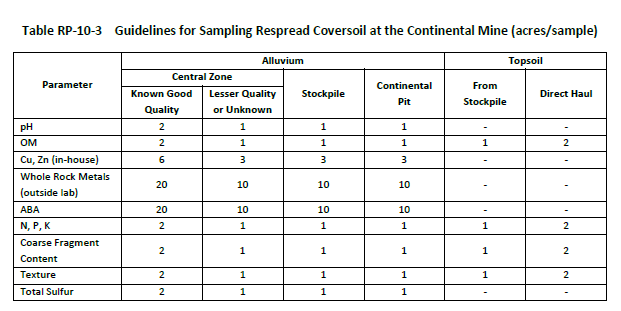 Table RP-10-3 Guidelines for Sampling Respread Coversoil at the Continental Mine (acres/sample)
Parameter Alluvium Topsoil
Central Zone Stockpile Continental Pit From Stockpile Direct Haul
Known Good Quality Lesser Quality or Unknown
pH 2 1 1 1 - -
OM 2 1 1 1 1 2
Cu, Zn (in-house) 6 3 3 3 - -
Whole Rock Metals (outside lab) 20 10 10 10 - -
ABA 20 10 10 10 - -
N, P, K 2 1 1 1 1 2
Coarse Fragment Content 2 1 1 1 1 2
Texture 2 1 1 1 1 2
Total Sulfur 2 1 1 1 - -